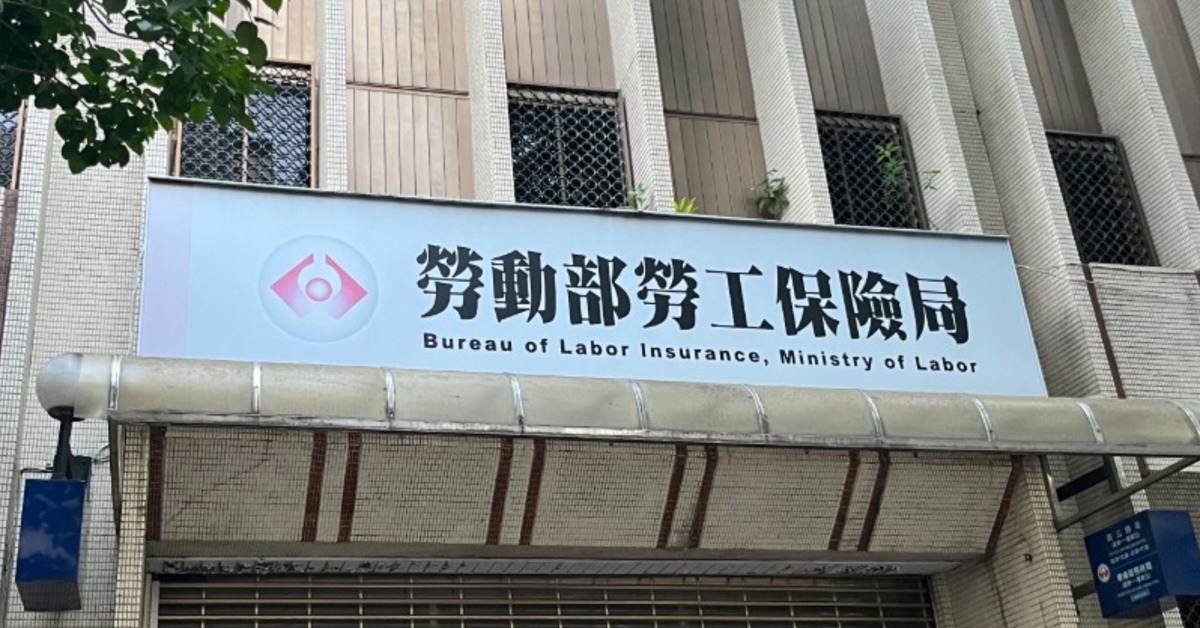 勞動部勞工保險局
Bureau of Labor Insurance, Ministry of Labor